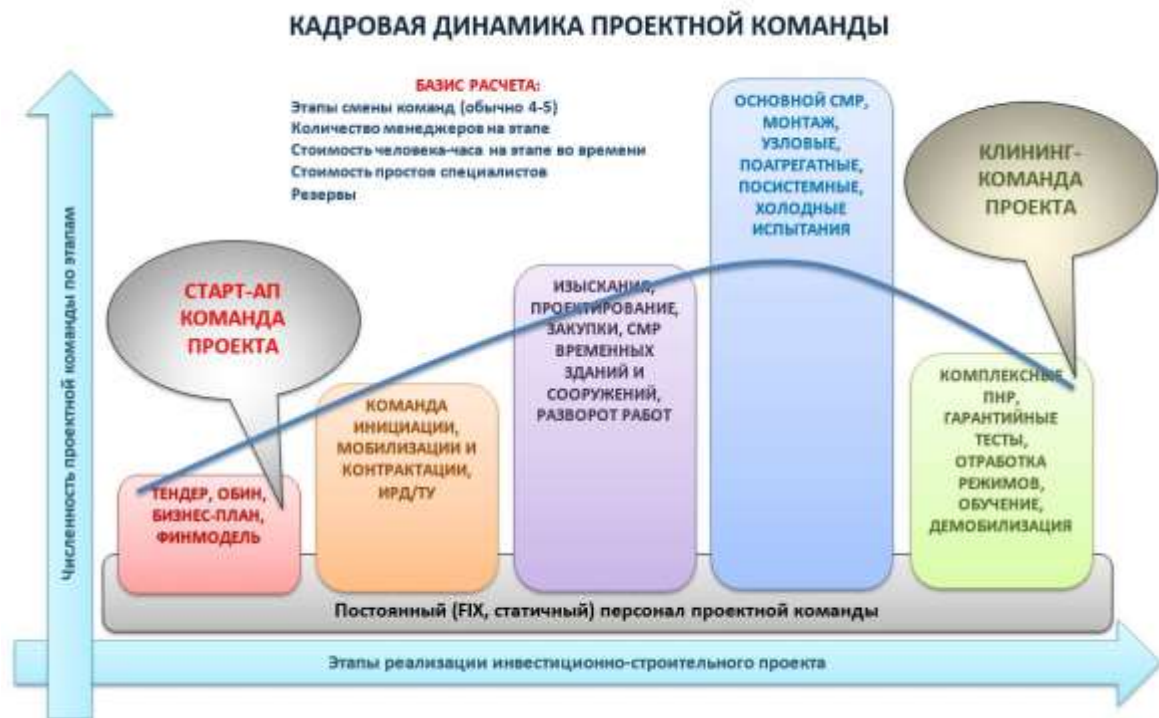 КАДРОВАЯ ДИНАМИКА ПРОЕКТНОЙ КОМАНДЫ
БАЗИС РАСЧЕТА:
Этапы смены команд (обычно 4-5)
Количество менеджеров на этапе
Стоимость человека-часа на этапе во времени
Стоимость простоя специалистов
Резервы
Численность проектной команды по этапам
СТАРТ-АП
КОМАНДА
ПРОЕКТА
ТЕНДЕР, ОБИН,
БИЗНЕС-ПЛАН,
ФИНМОДЕЛЬ
КОМАНДА
ИНИЦИАЦИИ,
МОБИЛИЗАЦИИ И
КОНТРАКТАЦИИ,
ИРД/ТУ
ИЗЫСКАНИЯ,
ПРОЕКТИРОВАНИЕ,
ЗАКУПКИ, СМР
ВРЕМЕННЫХ
ЗДАНИЙ И
СООРУЖЕНИЙ,
РАЗВОРОТ РАБОТ
ОСНОВНОЙ СМР,
МОНТАЖ,
УЗЛОВЫЕ,
ПОАГРЕГАТНЫЕ,
ПОСИСТЕМНЫЕ,
ХОЛОДНЫЕ
ИСПЫТАНИЯ
КЛИНИНГ-
КОМАНДА
ПРОЕКТА
КОМПЛЕКСНЫЕ
ПНР,
ГАРАНТИЙНЫЕ
ТЕСТЫ,
ОТРАБОТКА
РЕЖИМОВ,
ОБУЧЕНИЕ,
ДЕМОБИЛИЗАЦИЯ
Постоянный (FIX, статичный) персонал проектной команды
Этапы реализации инвестиционно-строительного проекта